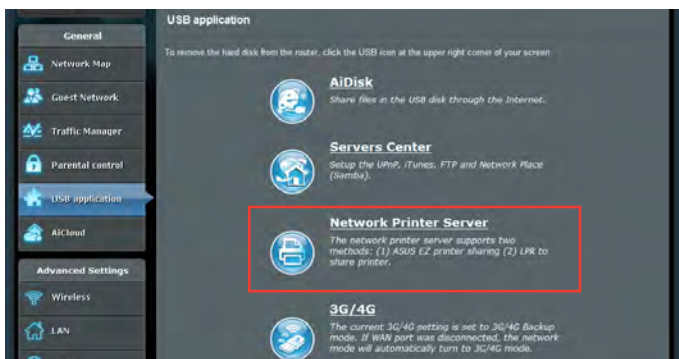 General
Network Map
Guest Network
Traffic Manager
Parental control
USB application
AiCloud
Advanced Settings
Wireless
LAN
USB application
To remove the hard disk from the router, click the USB icon at the upper right corner of your screen
AiDisk
Share files in the USB disk through the Internet.
Servers Center
Setup the UPnP, iTunes, FTP and Network Place
(Samba).
Network Printer Server
The network printer server supports two
methods: (1) ASUS EZ printer sharing (2) LPR to
share printer.
3G/4G
The current 3G/4G setting is set to 3G/4G Backup
mode. If WAN port was disconnected, the network
mode will automatically turn to 3G/4G mode.